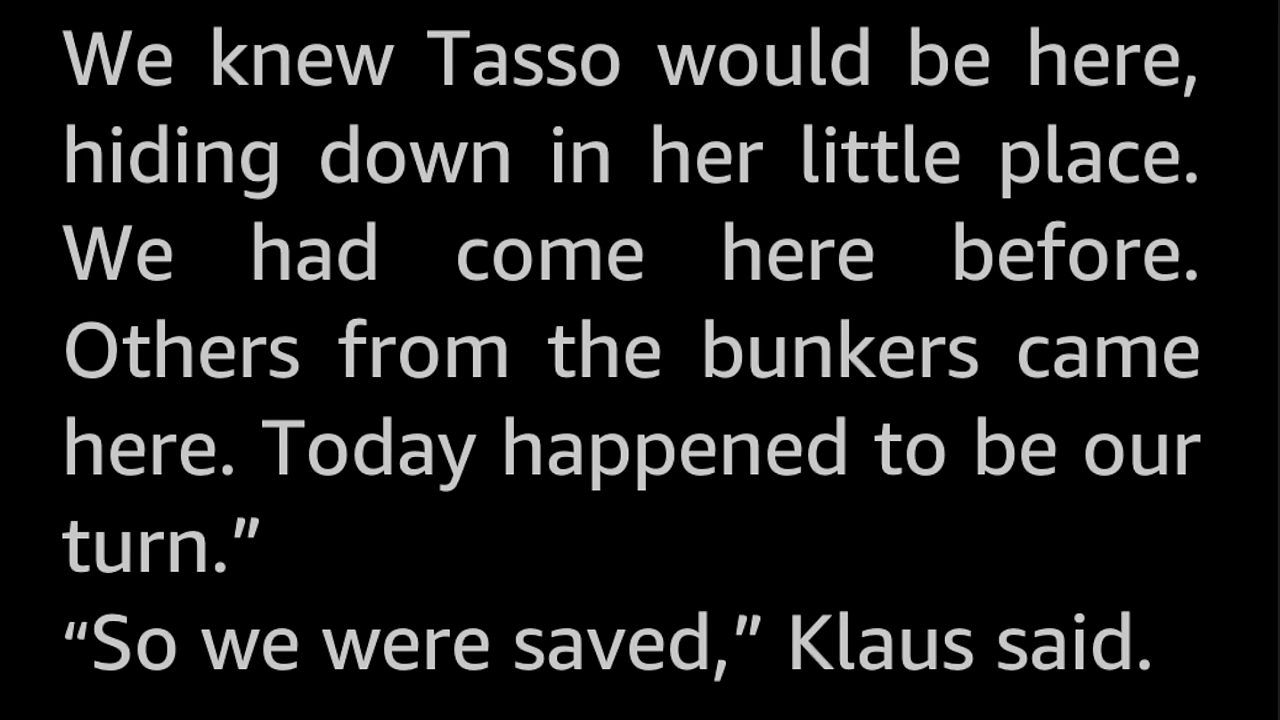 We knew Tasso would be here,
hiding down in her little place.
We had come here before.
Others from the bunkers came
here. Today happened to be our
turn.”
“So we were saved,” Klaus said.